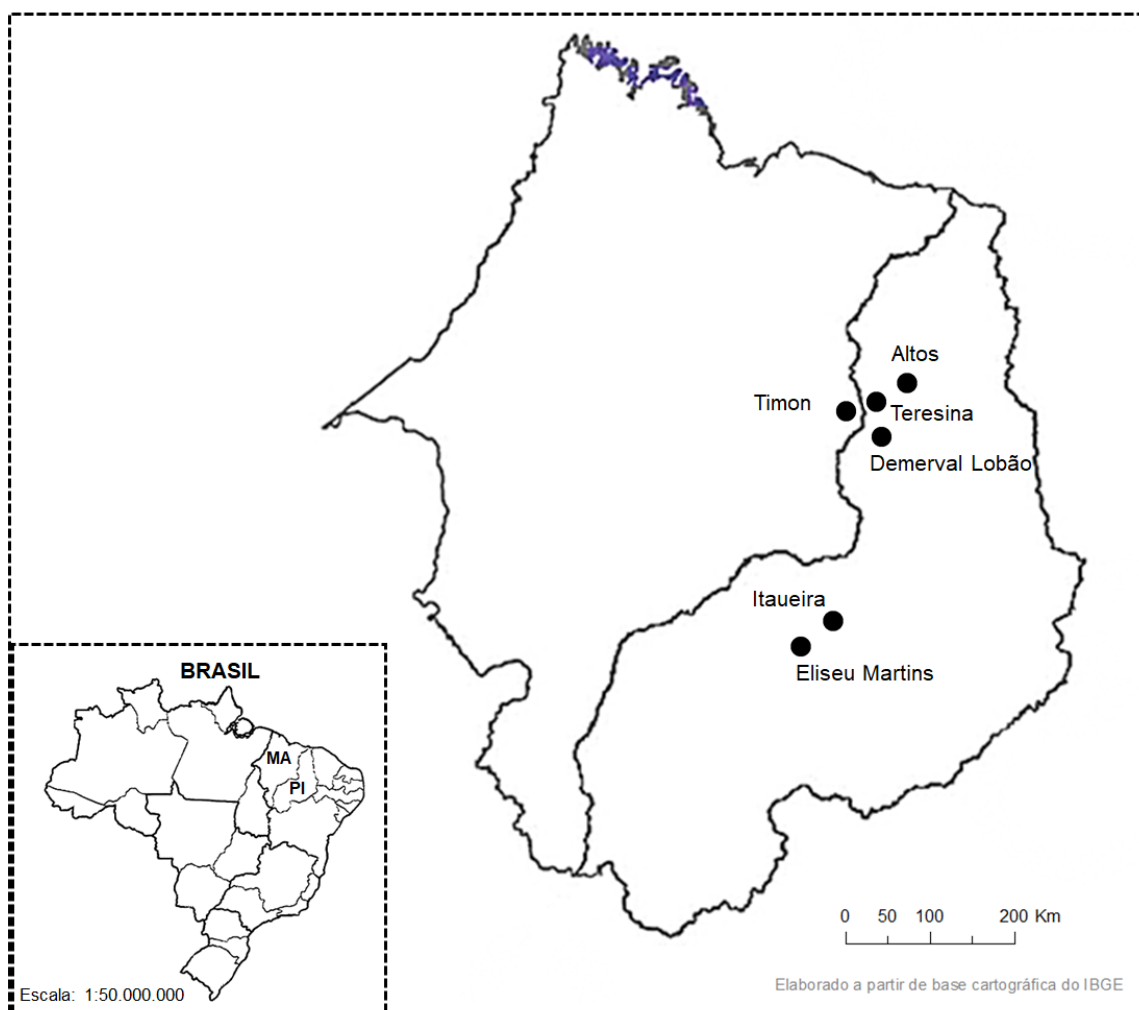 Altos
Timon
Teresina
Demerval Lobão
Itaueira
Eliseu Martins
BRASIL
MA
PI
Escala: 1:50.000.000
0 50 100 200 Km
Elaborado a partir de base cartográfica do IBGE